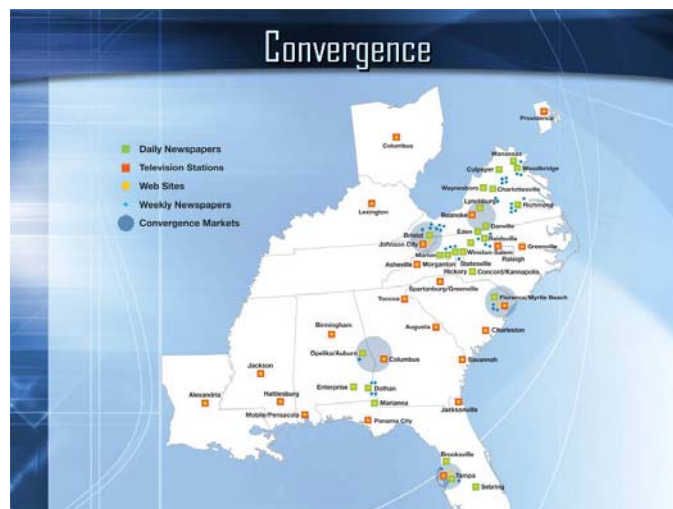 Convergence
Daily Newspapers
Television Stations
Web Sites
Weekly Newspapers
Convergence Markets
Providence
Columbus
Manassas
Culpeper
Woodbridge
Waynesboro
Charlottesville
Lynchburg
Richmond
Lexington
Roanoke
Danville
Eden
Bristol
Reidsville
Johnson City
Winston-Salem
Greenville
Marion
Raleigh
Asheville
Morganton
Statesville
Hickory
Concord/Kannapolis
Spartanburg/Greenville
Toccoa
Florence/Myrtle Beach
Birmingham
Augusta
Charleston
Opelika/Auburn
Columbus
Savannah
Jackson
Enterprise
Dothan
Alexandria
Hattiesburg
Marianna
Jacksonville
Mobile/Pensacola
Panama City
Brooksville
Tampa
Sebring